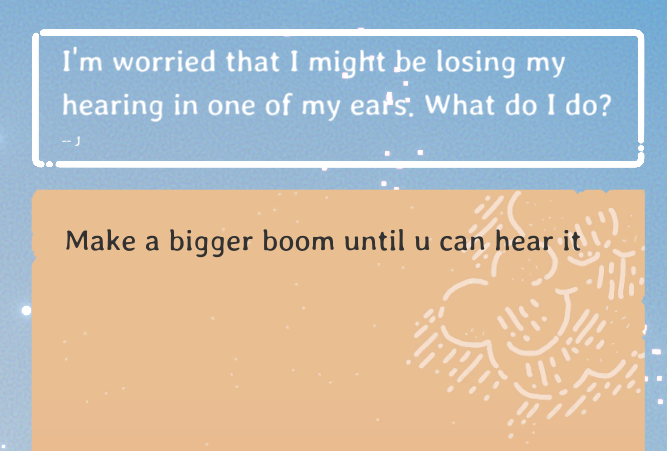 I'm worried that I might be losing my
hearing in one of my ears. What do I do?
— J
Make a bigger boom until u can hear it